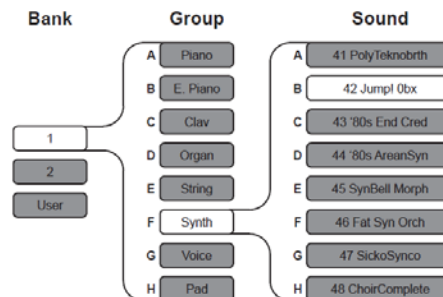 Bank
Group
Sound
1
2
User
A Piano
B E. Piano
C Clav
D Organ
E String
F Synth
G Voice
H Pad
A 41 PolyTeknobrth
B 42 Jump! 0bx
C 43 '80s End Cred
D 44 '80s AreanSyn
E 45 SynBell Morph
F 46 Fat Syn Orch
G 47 SickoSynco
H 48 ChoirComplete